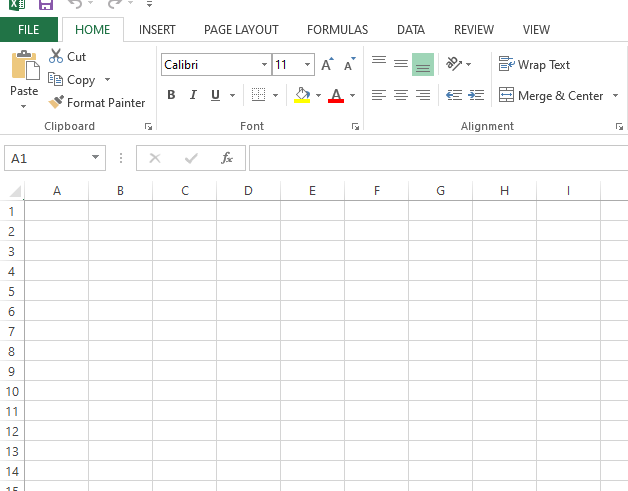 FILE HOME INSERT PAGE LAYOUT FORMULAS DATA REVIEW VIEW
Paste
Cut
Copy
Format Painter
Clipboard
Calibri 11
B I U A
Font
Wrap Text
Merge & Center
Alignment
A1 fx
A B C D E F G H I
1
2
3
4
5
6
7
8
9
10
11
12
13
14
15